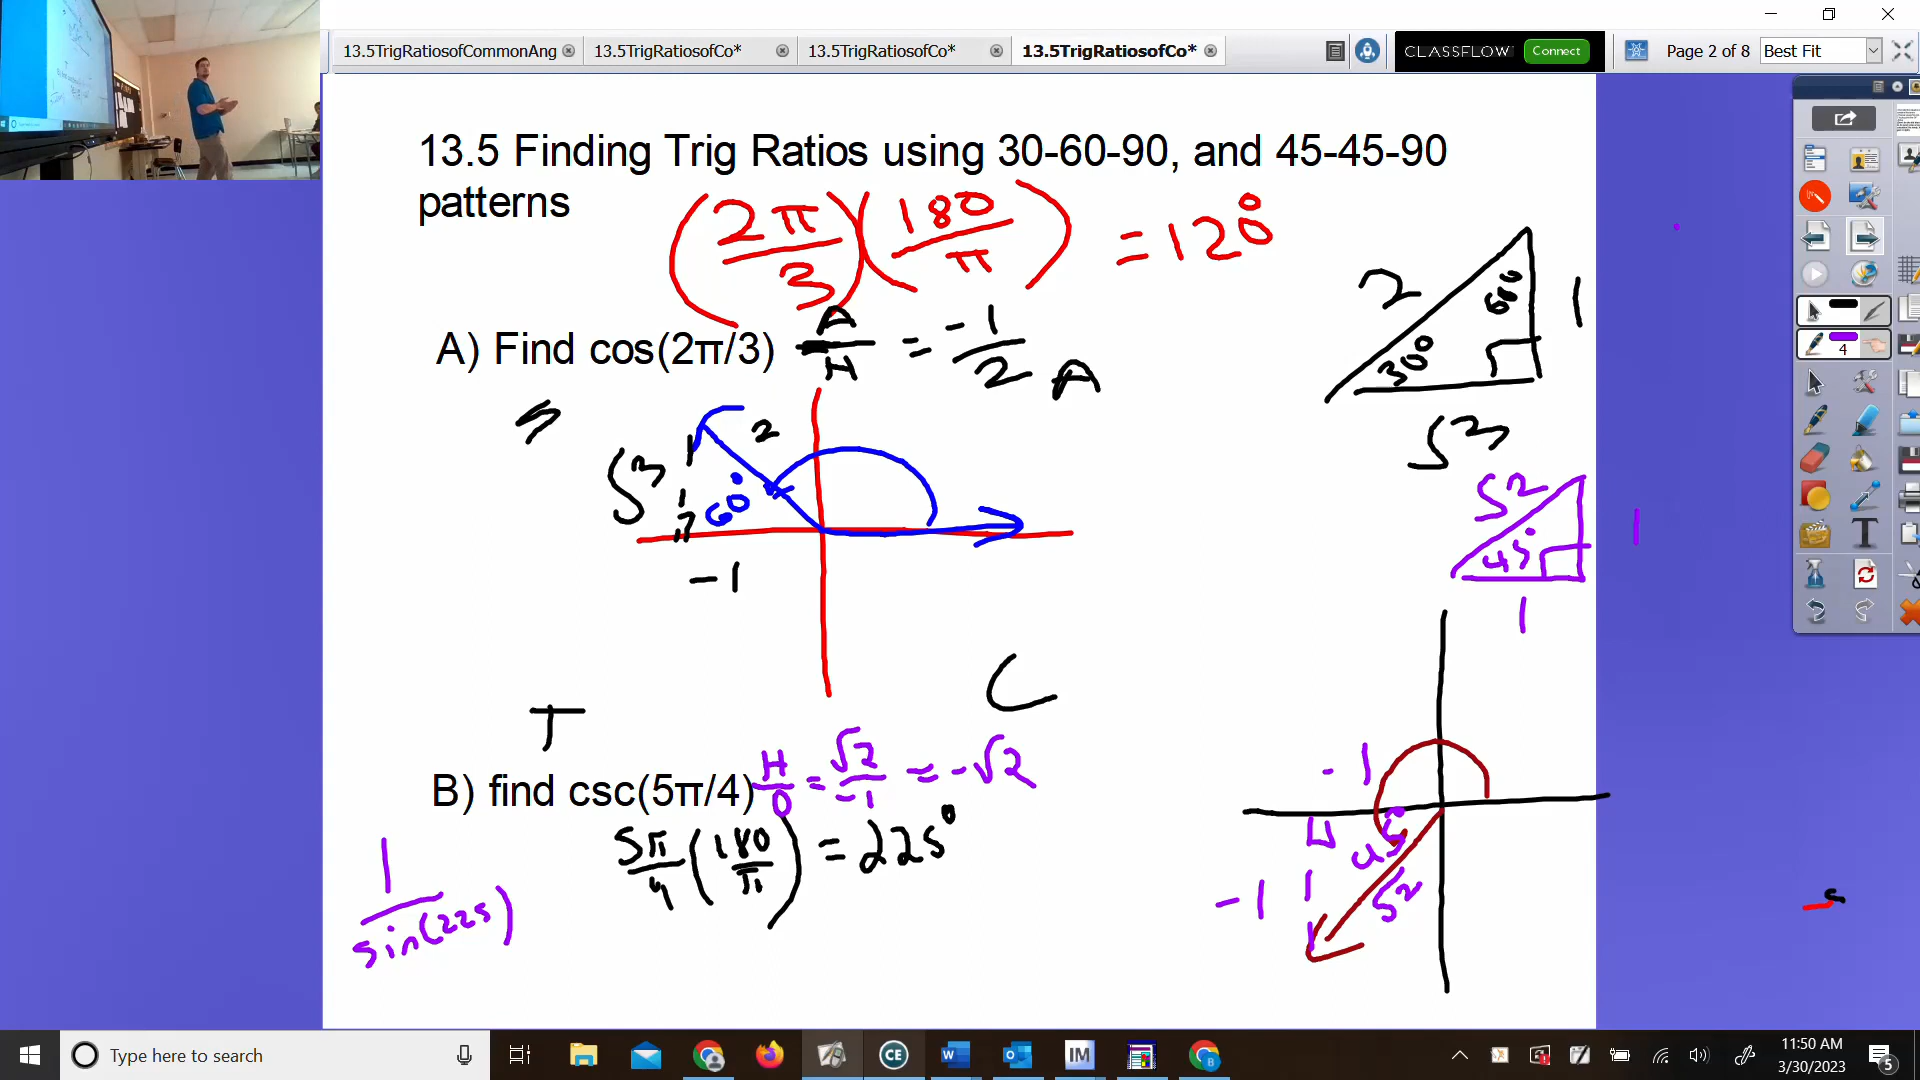 13.5TrigRatiosofCommonAng
13.5TrigRatiosofCo*
13.5TrigRatiosofCo*
13.5TrigRatiosofCo*
CLASSFLOW
Connect
Page 2 of 8
Best Fit
13.5 Finding Trig Ratios using 30-60-90, and 45-45-90
patterns
(2π/3)(180/π) = 120°
2
60°
1
30°
√3
A) Find cos(2π/3) A/H = -1/2
A
S
2
√3
60°
-1
√2
45°
1
1
T
C
B) find csc(5π/4) H/O = √2/-1 = -√2
5π/4 (180/π) = 225°
1/sin(225)
-1
45
-1
√2
4
T
Type here to search
CE
W
IM
B
11:50 AM
3/30/2023
5